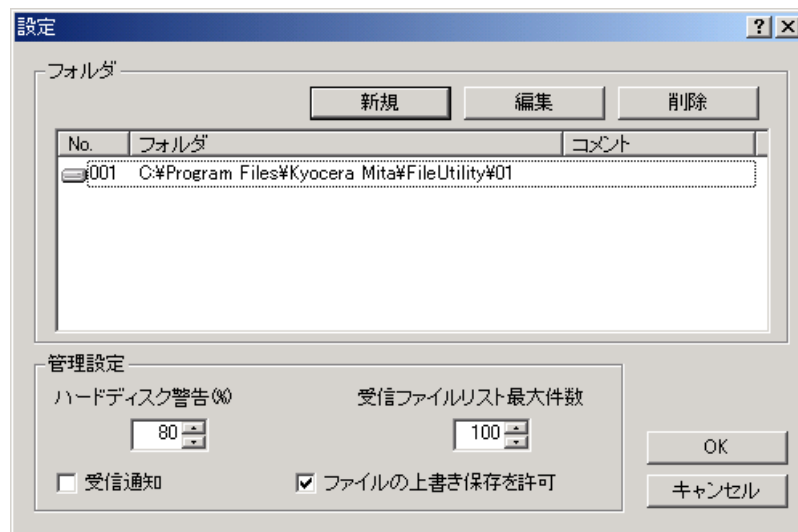 設定
フォルダ
新規 編集 削除
No. フォルダ コメント
001 C:¥Program Files¥Kyocera Mita¥FileUtility¥01
管理設定
ハードディスク警告(%) 受信ファイルリスト最大件数
80 100
OK
受信通知 ファイルの上書き保存を許可
キャンセル